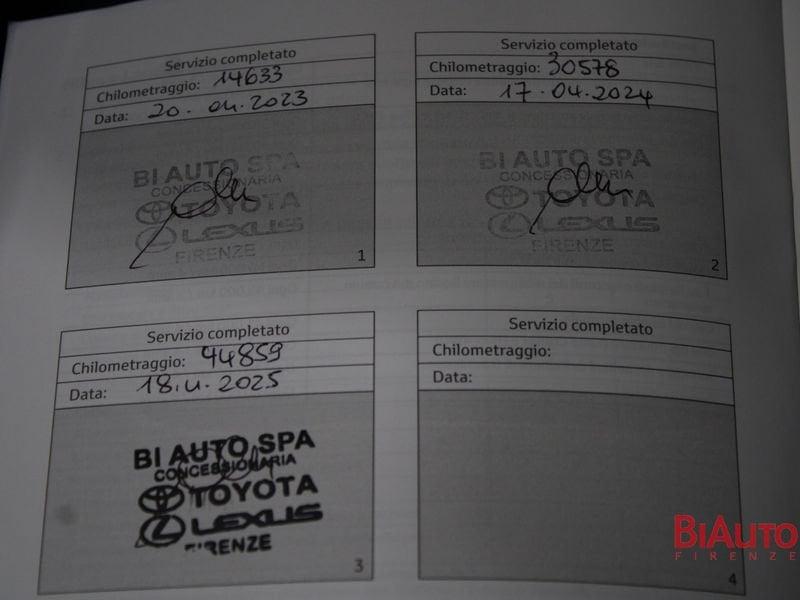 Servizio completato
Chilometraggio: 14633
Data: 20.04.2023
BI AUTO SPA
CONCESSIONARIA
TOYOTA
LEXUS
FIRENZE
1
Servizio completato
Chilometraggio: 30578
Data: 17.04.2024
BI AUTO SPA
CONCESSIONARIA
TOYOTA
LEXUS
FIRENZE
2
Servizio completato
Chilometraggio: 44859
Data: 18.4.2025
BI AUTO SPA
CONCESSIONARIA
TOYOTA
LEXUS
FIRENZE
3
Servizio completato
Chilometraggio:
Data:
4
BIAUTO
FIRENZE